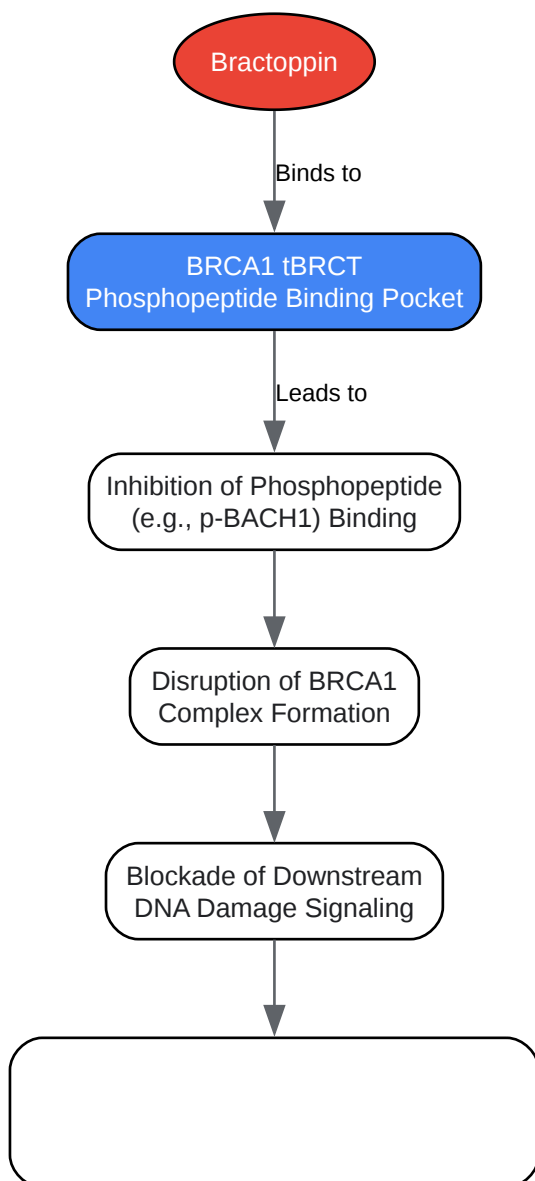 Bractoppin
Binds to
BRCA1 tBRCT
Phosphopeptide Binding Pocket
Leads to
Inhibition of Phosphopeptide
(e.g., p-BACH1) Binding
Disruption of BRCA1
Complex Formation
Blockade of Downstream
DNA Damage Signaling